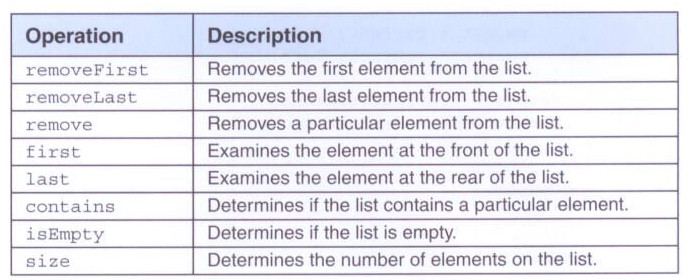 Operation Description
removeFirst Removes the first element from the list.
removeLast Removes the last element from the list.
remove Removes a particular element from the list.
first Examines the element at the front of the list.
last Examines the element at the rear of the list.
contains Determines if the list contains a particular element.
isEmpty Determines if the list is empty.
size Determines the number of elements on the list.